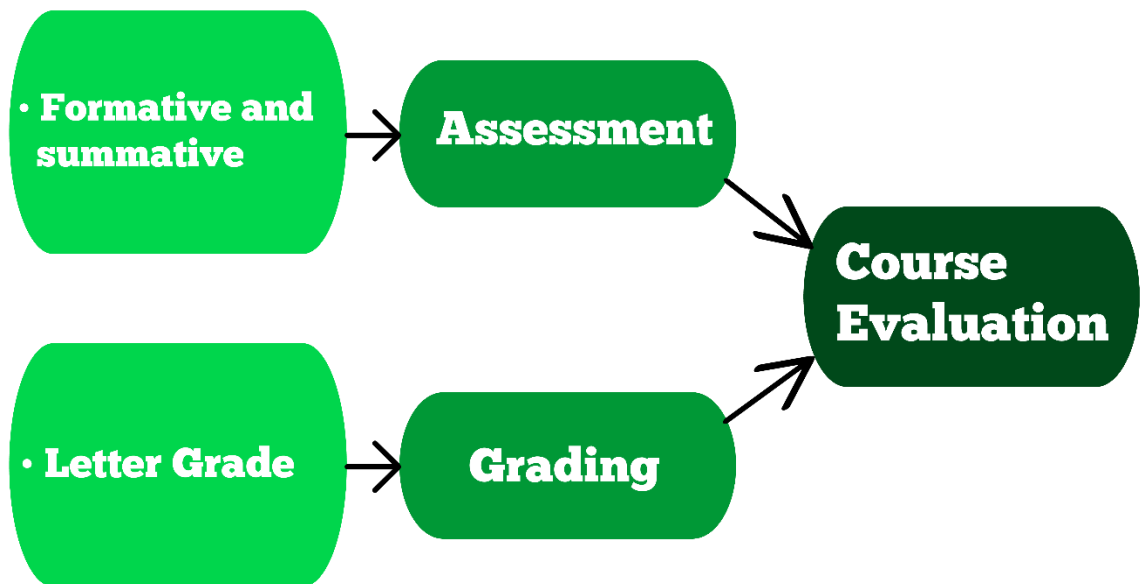 • Formative and
summative
Assessment
Course
Evaluation
• Letter Grade
Grading